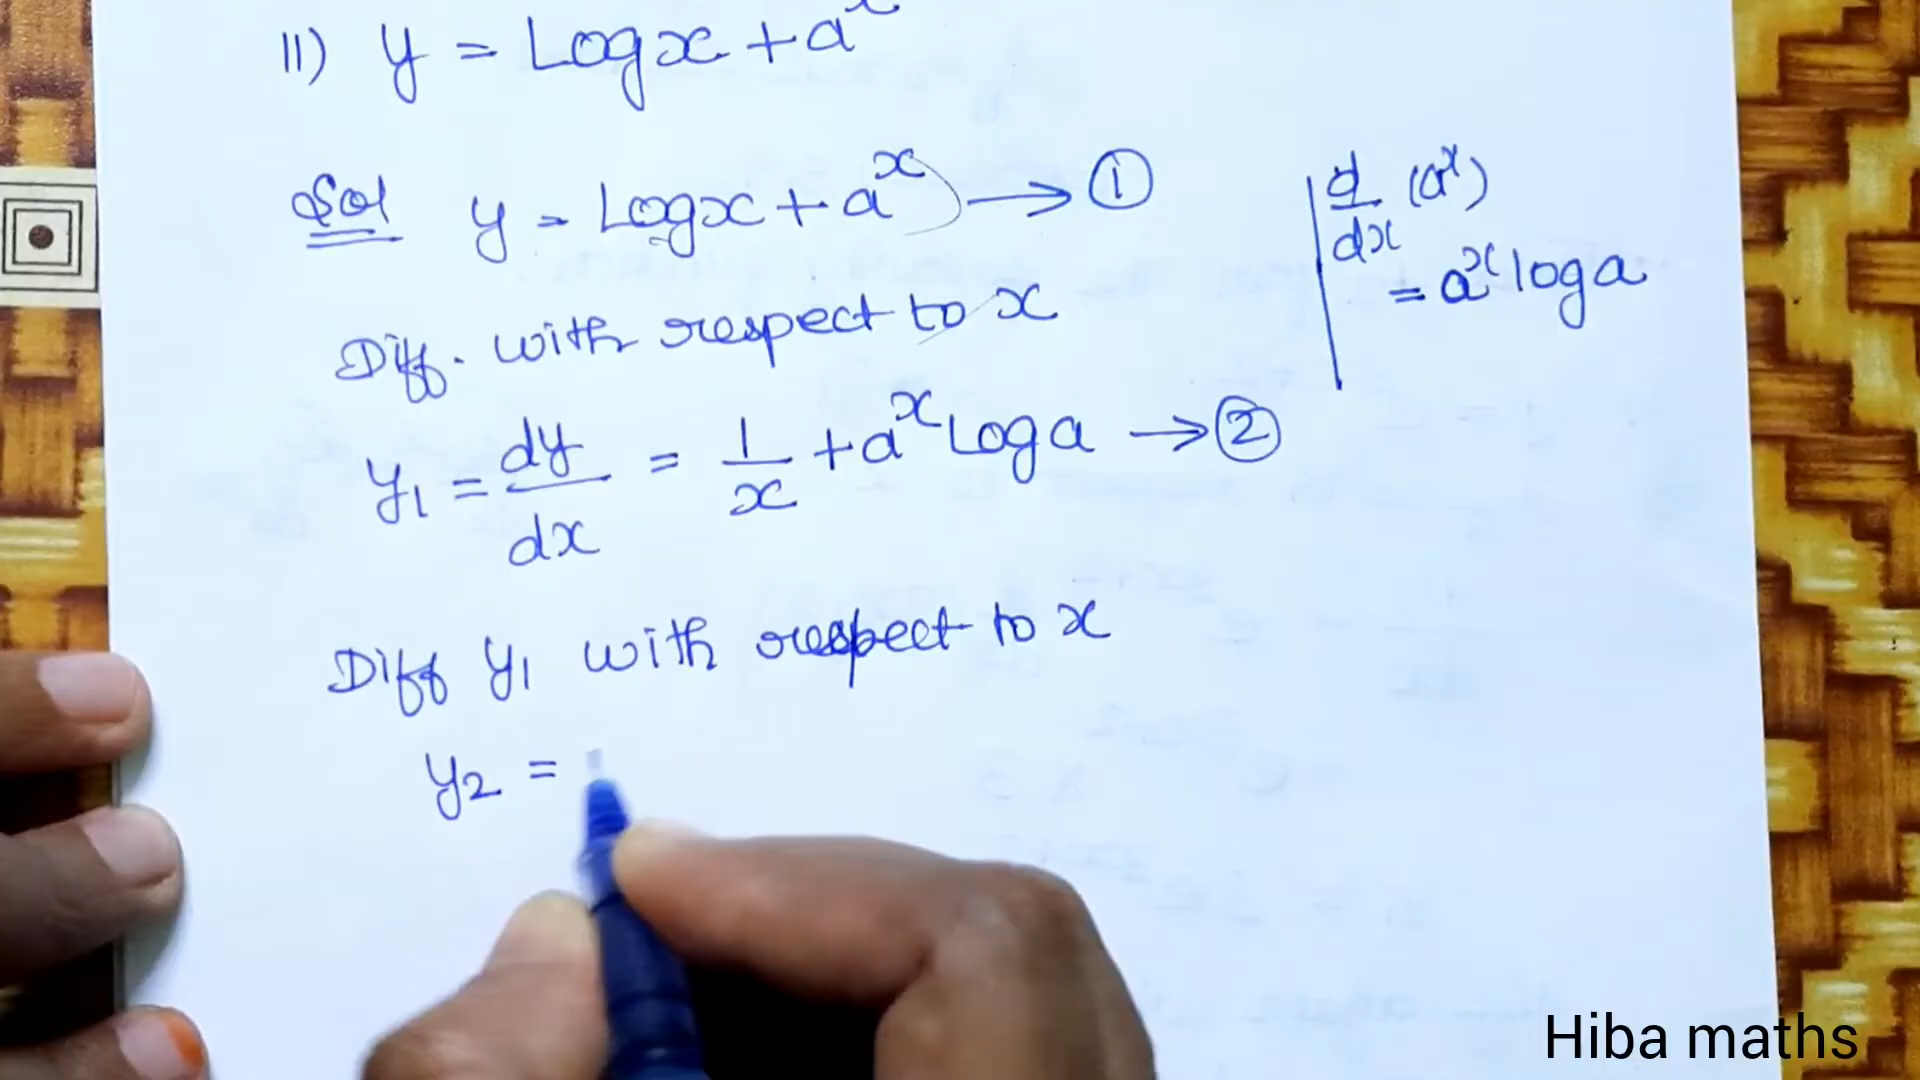 11) y = Logx + a^x
Sol y = Logx + a^x → ①
Diff. with respect to x
y₁ = dy/dx = 1/x + a^x Log a → ②
Diff y₁ with respect to x
y₂ =
d/dx (a^x)
= a^x log a
Hiba maths